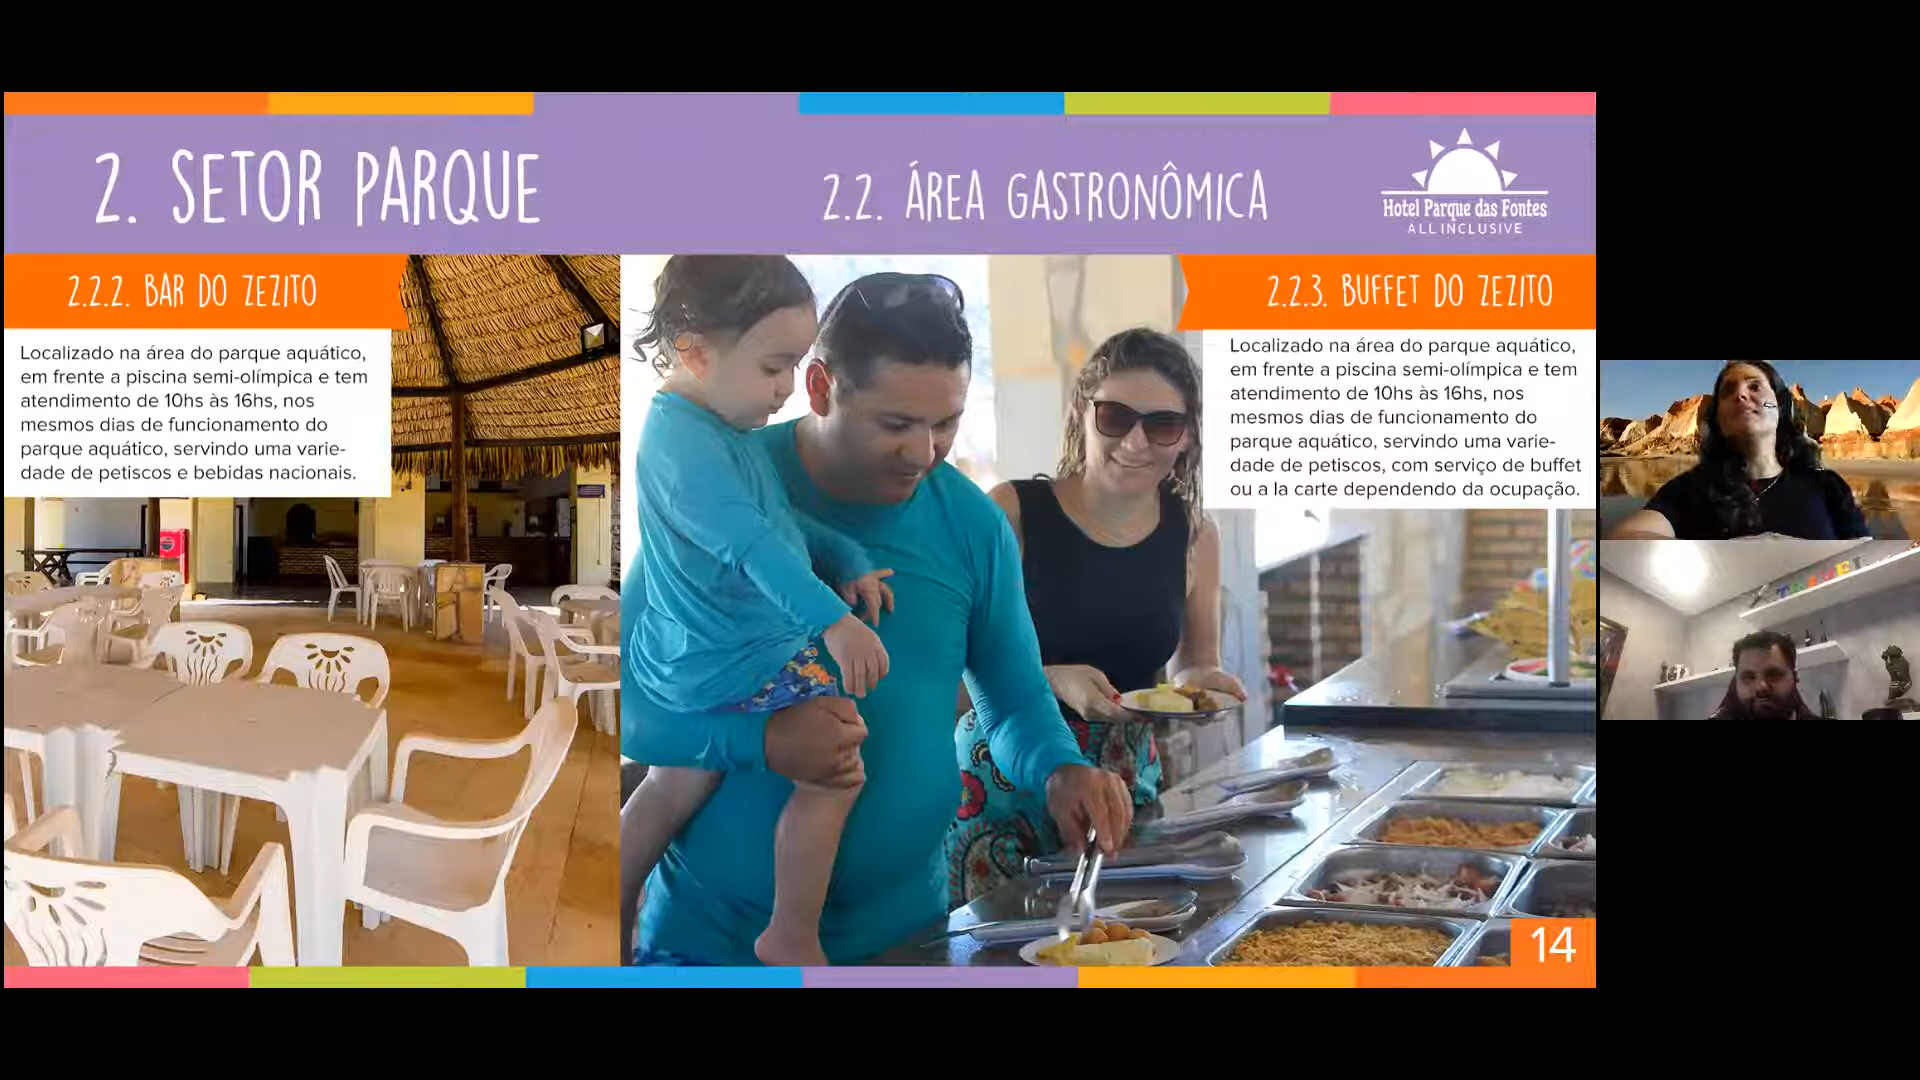 2. SETOR PARQUE
2.2. ÁREA GASTRONÔMICA
Hotel Parque das Fontes
ALL INCLUSIVE
2.2.2. BAR DO ZEZITO
Localizado na área do parque aquático,
em frente a piscina semi-olímpica e tem
atendimento de 10hs às 16hs, nos
mesmos dias de funcionamento do
parque aquático, servindo uma varie-
dade de petiscos e bebidas nacionais.
2.2.3. BUFFET DO ZEZITO
Localizado na área do parque aquático,
em frente a piscina semi-olímpica e tem
atendimento de 10hs às 16hs, nos
mesmos dias de funcionamento do
parque aquático, servindo uma varie-
dade de petiscos, com serviço de buffet
ou a la carte dependendo da ocupação.
14